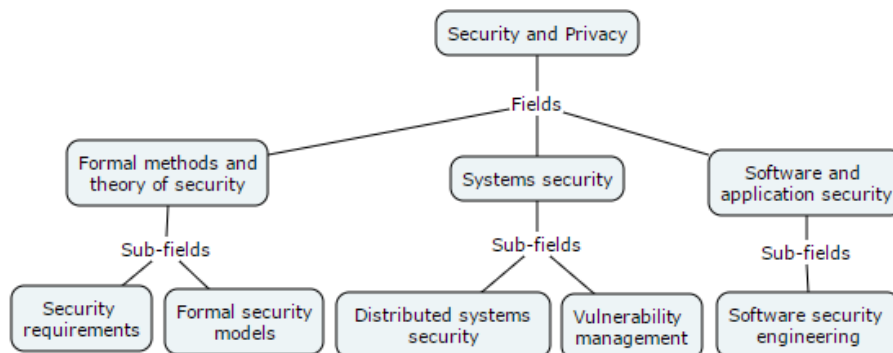 Security and Privacy
Fields
Formal methods and
theory of security
Systems security
Software and
application security
Sub-fields
Sub-fields
Sub-fields
Security
requirements
Formal security
models
Distributed systems
security
Vulnerability
management
Software security
engineering